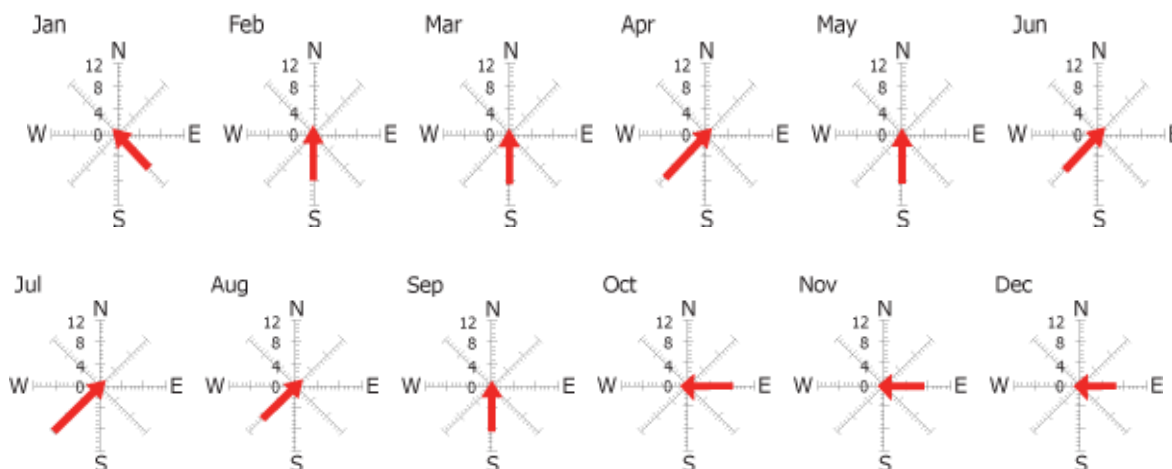 Jan Feb Mar Apr May Jun
N N N N N N
12 12 12 12 12 12
8 8 8 8 8 8
4 4 4 4 4 4
W 0 E W 0 E W 0 E W 0 E W 0 E W 0 E
S S S S S S
Jul Aug Sep Oct Nov Dec
N N N N N N
12 12 12 12 12 12
8 8 8 8 8 8
4 4 4 4 4 4
W 0 E W 0 E W 0 E W 0 E W 0 E W 0 E
S S S S S S